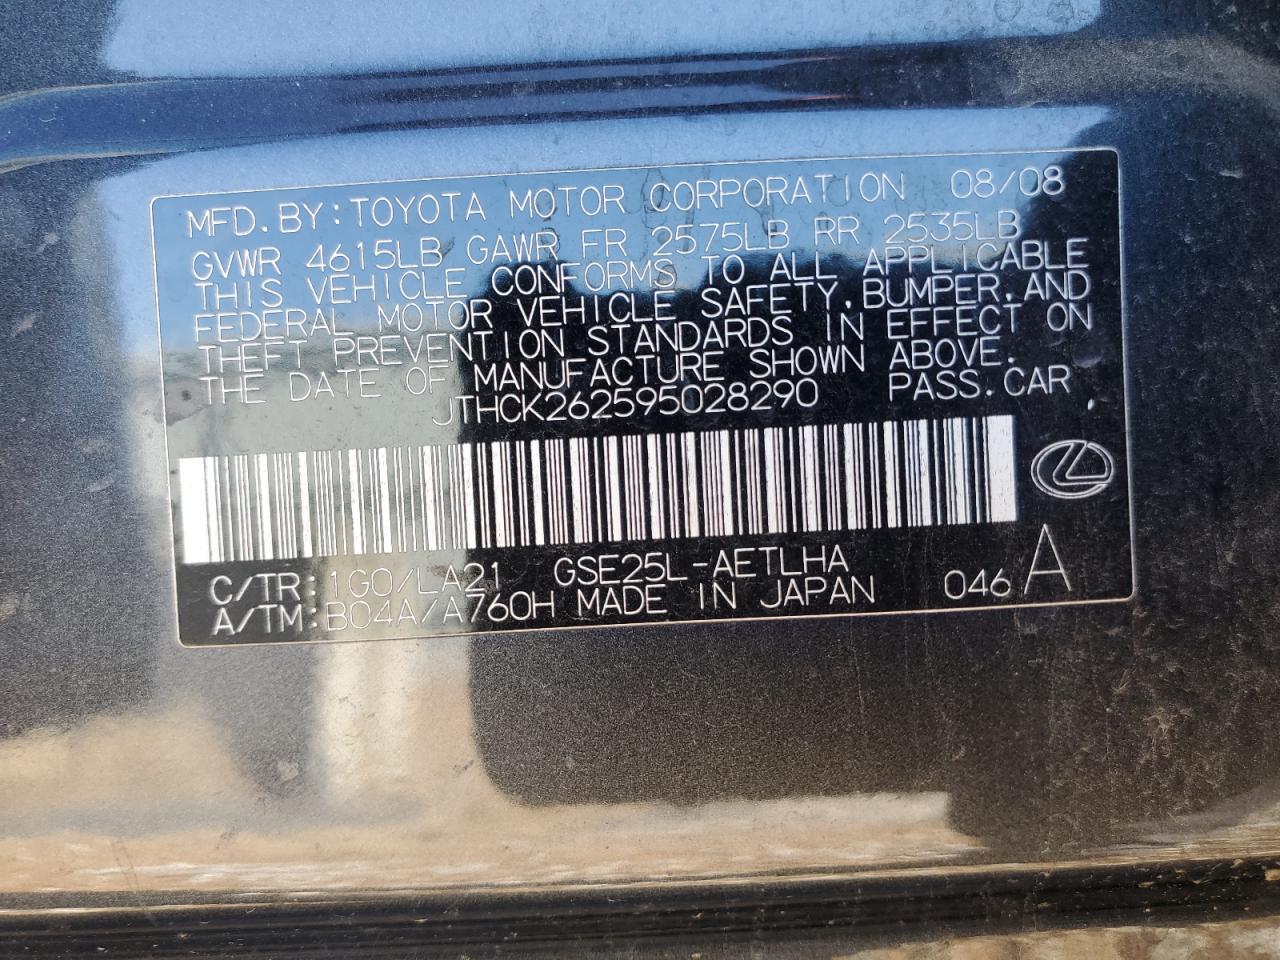 MFD. BY: TOYOTA MOTOR CORPORATION 08/08
GVWR 4615LB GAWR FR 2575LB RR 2535LB
THIS VEHICLE CONFORMS TO ALL APPLICABLE
FEDERAL MOTOR VEHICLE SAFETY, BUMPER, AND
THEFT PREVENTION STANDARDS IN EFFECT ON
THE DATE OF MANUFACTURE SHOWN ABOVE.
JTHCK262595028290 PASS. CAR
C/TR: 1G0/LA21 GSE25L-AETLHA
A/TM: B04A/A760H MADE IN JAPAN 046 A